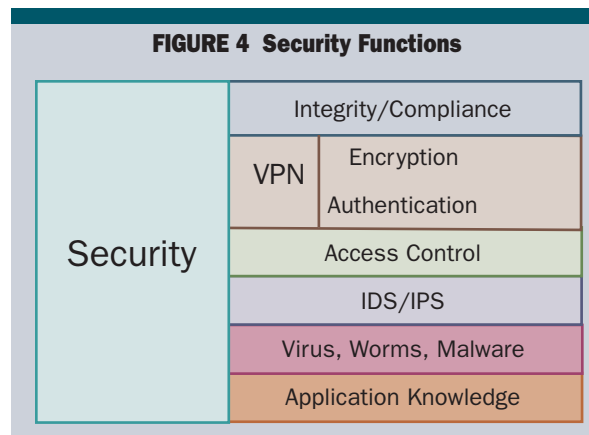 FIGURE 4 Security Functions
Security
Integrity/Compliance
VPN
Encryption
Authentication
Access Control
IDS/IPS
Virus, Worms, Malware
Application Knowledge